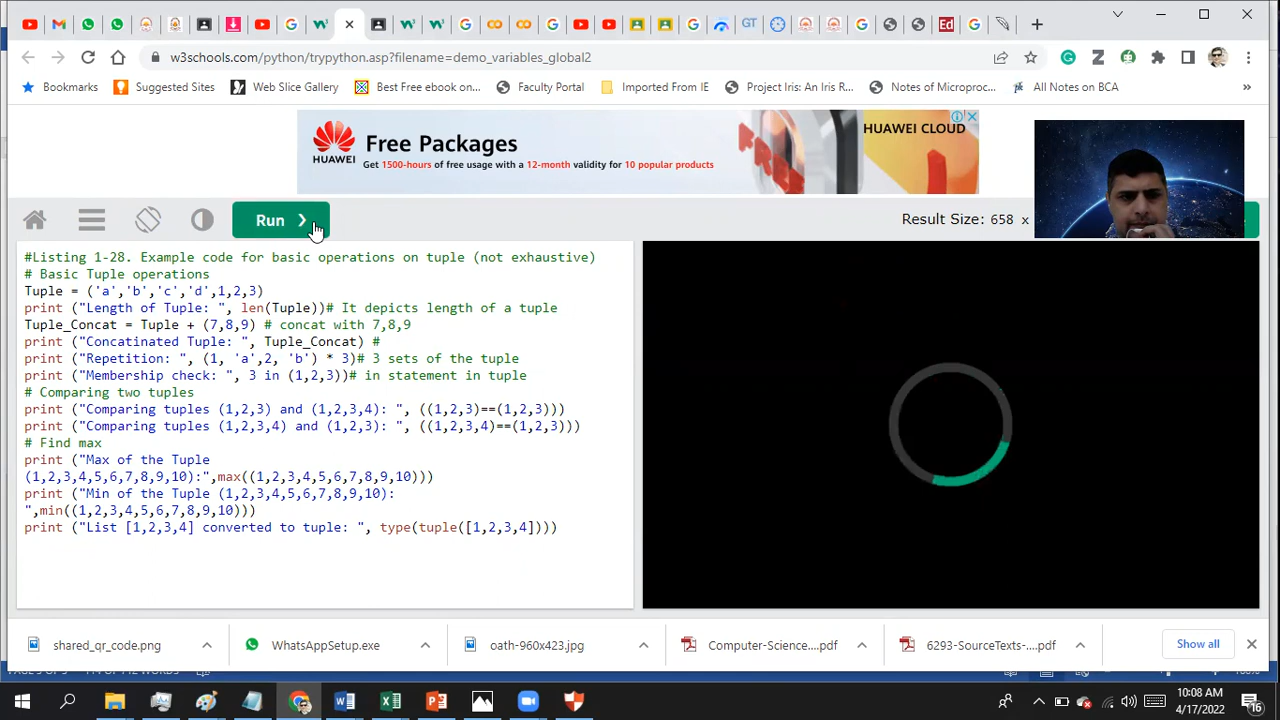 w3schools.com/python/trypython.asp?filename=demo_variables_global2
Bookmarks
Suggested Sites
Web Slice Gallery
Best Free ebook on...
Faculty Portal
Imported From IE
Project Iris: An Iris R...
Notes of Microproc...
All Notes on BCA
»
HUAWEI
Free Packages
Get 1500-hours of free usage with a 12-month validity for 10 popular products
FREE
HUAWEI CLOUD
Run ❯
Result Size: 658 x
#Listing 1-28. Example code for basic operations on tuple (not exhaustive)
# Basic Tuple operations
Tuple = ('a','b','c','d',1,2,3)
print ("Length of Tuple: ", len(Tuple))# It depicts length of a tuple
Tuple_Concat = Tuple + (7,8,9) # concat with 7,8,9
print ("Concatinated Tuple: ", Tuple_Concat) #
print ("Repetition: ", (1, 'a',2, 'b') * 3)# 3 sets of the tuple
print ("Membership check: ", 3 in (1,2,3))# in statement in tuple
# Comparing two tuples
print ("Comparing tuples (1,2,3) and (1,2,3,4): ", ((1,2,3)==(1,2,3)))
print ("Comparing tuples (1,2,3,4) and (1,2,3): ", ((1,2,3,4)==(1,2,3)))
# Find max
print ("Max of the Tuple
(1,2,3,4,5,6,7,8,9,10):",max((1,2,3,4,5,6,7,8,9,10)))
print ("Min of the Tuple (1,2,3,4,5,6,7,8,9,10):
",min((1,2,3,4,5,6,7,8,9,10)))
print ("List [1,2,3,4] converted to tuple: ", type(tuple([1,2,3,4])))
shared_qr_code.png
WhatsAppSetup.exe
oath-960x423.jpg
Computer-Science....pdf
6293-SourceTexts-...pdf
Show all
10:08 AM
4/17/2022
16